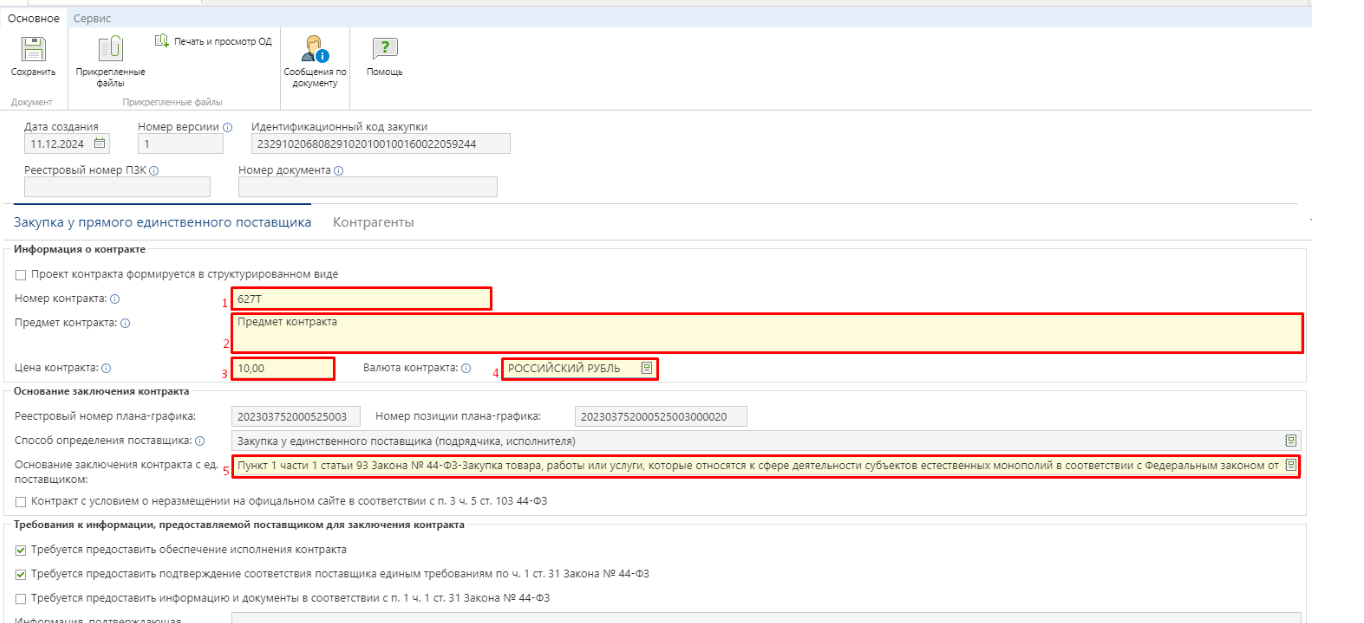 Основное Сервис
Сохранить
Прикрепленные файлы
Печать и просмотр ОД
Сообщения по документу
Помощь
Документ
Прикрепленные файлы
Дата создания Номер версиии Идентификационный код закупки
11.12.2024 1 232910206808291020100100160022059244
Реестровый номер ПЗК Номер документа
Закупка у прямого единственного поставщика Контрагенты
Информация о контракте
Проект контракта формируется в структурированном виде
Номер контракта: 1 627Т
Предмет контракта: 2 Предмет контракта
Цена контракта: 3 10,00 Валюта контракта: 4 РОССИЙСКИЙ РУБЛЬ
Основание заключения контракта
Реестровый номер плана-графика: 202303752000525003 Номер позиции плана-графика: 202303752000525003000020
Способ определения поставщика: Закупка у единственного поставщика (подрядчика, исполнителя)
Основание заключения контракта с ед. поставщиком: 5 Пункт 1 части 1 статьи 93 Закона № 44-ФЗ-Закупка товара, работы или услуги, которые относятся к сфере деятельности субъектов естественных монополий в соответствии с Федеральным законом от
Контракт с условием о неразмещении на официальном сайте в соответствии с п. 3 ч. 5 ст. 103 44-ФЗ
Требования к информации, предоставляемой поставщиком для заключения контракта
Требуется предоставить обеспечение исполнения контракта
Требуется предоставить подтверждение соответствия поставщика единым требованиям по ч. 1 ст. 31 Закона № 44-ФЗ
Требуется предоставить информацию и документы в соответствии с п. 1 ч. 1 ст. 31 Закона № 44-ФЗ
Информация, подтверждающая